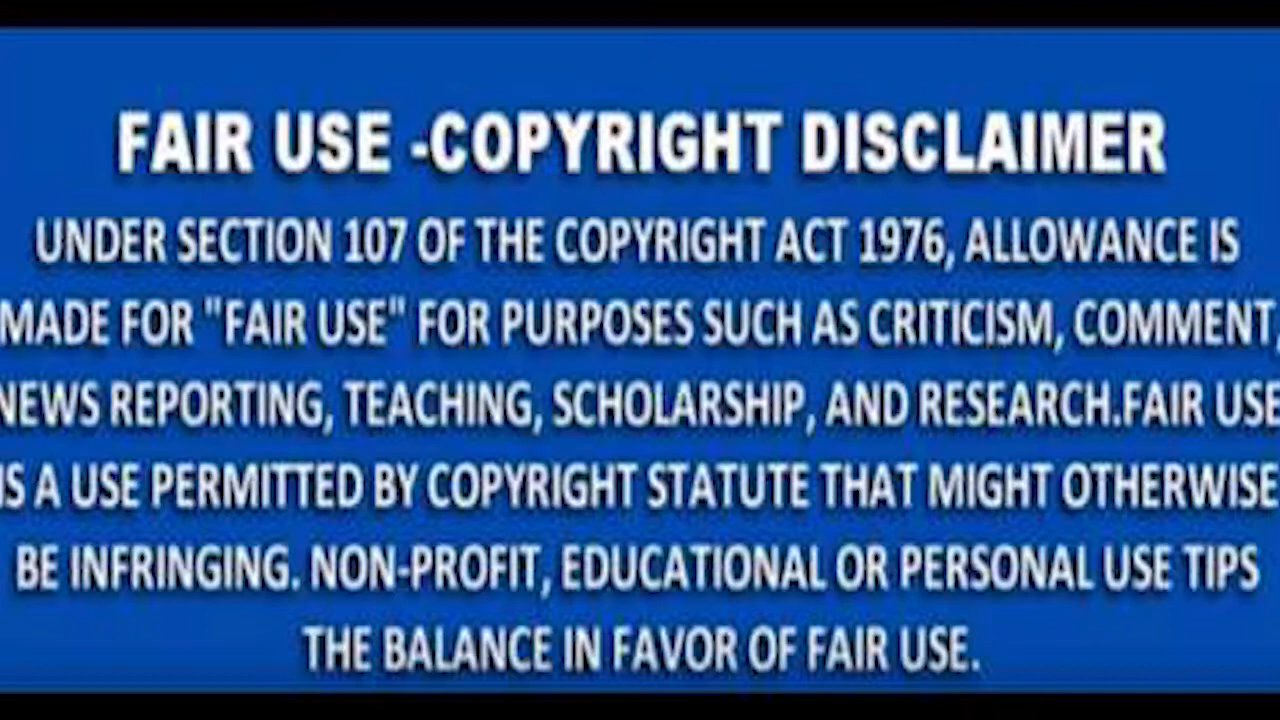 FAIR USE -COPYRIGHT DISCLAIMER
UNDER SECTION 107 OF THE COPYRIGHT ACT 1976, ALLOWANCE IS
MADE FOR "FAIR USE" FOR PURPOSES SUCH AS CRITICISM, COMMENT,
NEWS REPORTING, TEACHING, SCHOLARSHIP, AND RESEARCH.FAIR USE
IS A USE PERMITTED BY COPYRIGHT STATUTE THAT MIGHT OTHERWISE
BE INFRINGING. NON-PROFIT, EDUCATIONAL OR PERSONAL USE TIPS
THE BALANCE IN FAVOR OF FAIR USE.